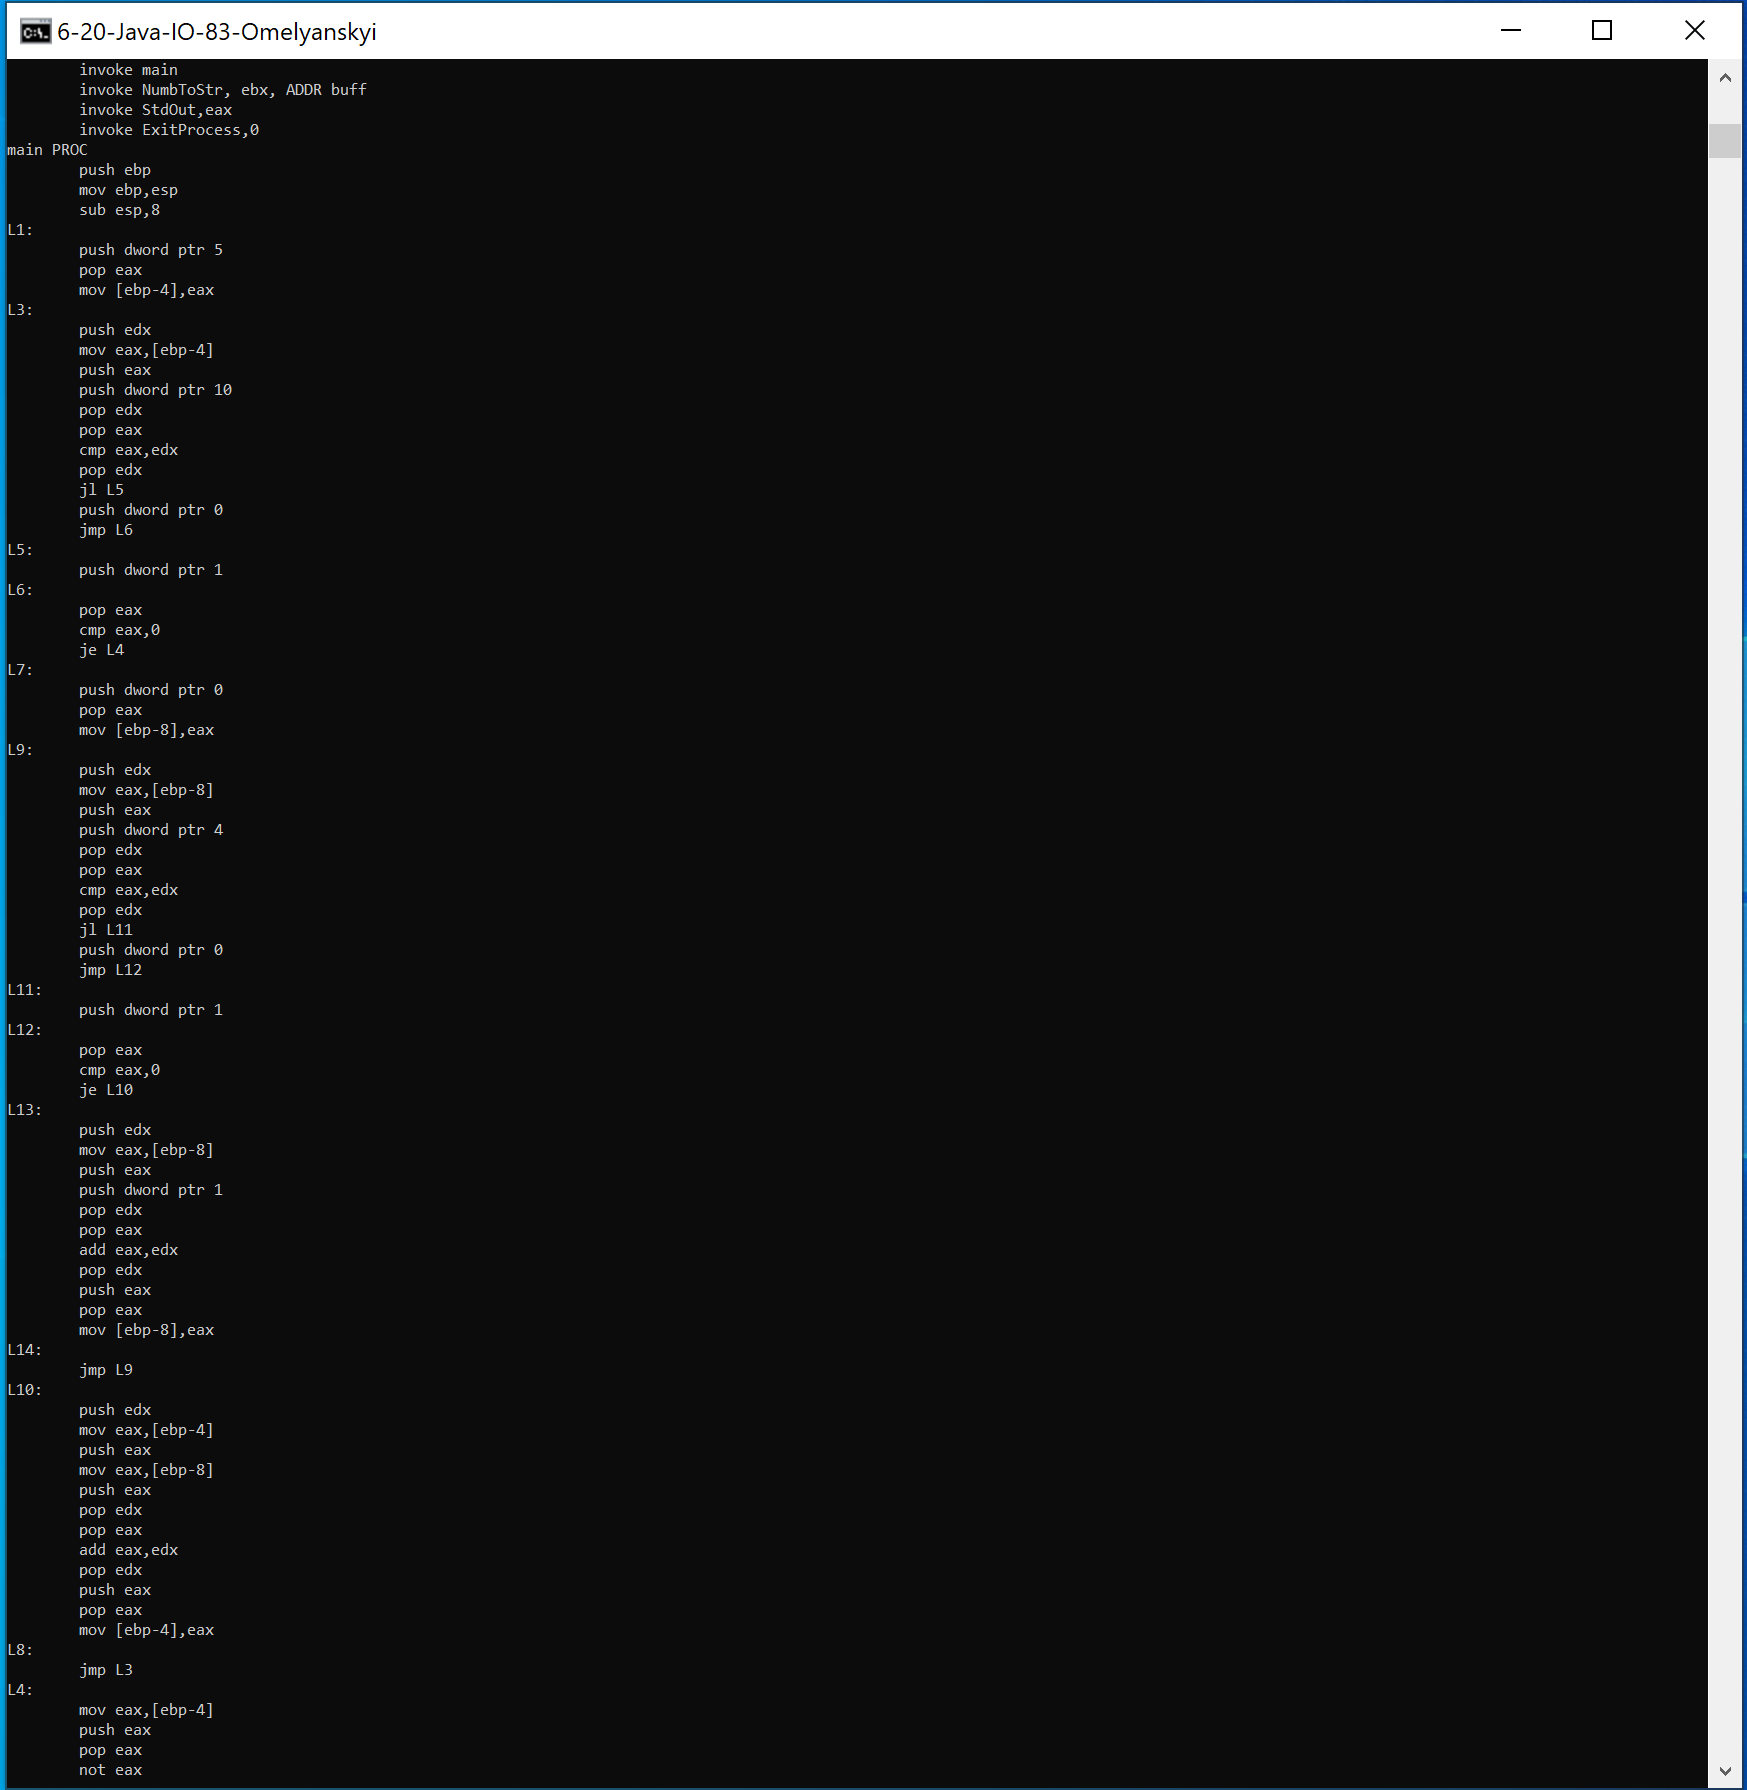 6-20-Java-IO-83-Omelyanskyi
invoke main
invoke NumbToStr, ebx, ADDR buff
invoke StdOut,eax
invoke ExitProcess,0
main PROC
push ebp
mov ebp,esp
sub esp,8
L1:
push dword ptr 5
pop eax
mov [ebp-4],eax
L3:
push edx
mov eax,[ebp-4]
push eax
push dword ptr 10
pop edx
pop eax
cmp eax,edx
pop edx
jl L5
push dword ptr 0
jmp L6
L5:
push dword ptr 1
L6:
pop eax
cmp eax,0
je L4
L7:
push dword ptr 0
pop eax
mov [ebp-8],eax
L9:
push edx
mov eax,[ebp-8]
push eax
push dword ptr 4
pop edx
pop eax
cmp eax,edx
pop edx
jl L11
push dword ptr 0
jmp L12
L11:
push dword ptr 1
L12:
pop eax
cmp eax,0
je L10
L13:
push edx
mov eax,[ebp-8]
push eax
push dword ptr 1
pop edx
pop eax
add eax,edx
pop edx
push eax
pop eax
mov [ebp-8],eax
L14:
jmp L9
L10:
push edx
mov eax,[ebp-4]
push eax
mov eax,[ebp-8]
push eax
pop edx
pop eax
add eax,edx
pop edx
push eax
pop eax
mov [ebp-4],eax
L8:
jmp L3
L4:
mov eax,[ebp-4]
push eax
pop eax
not eax